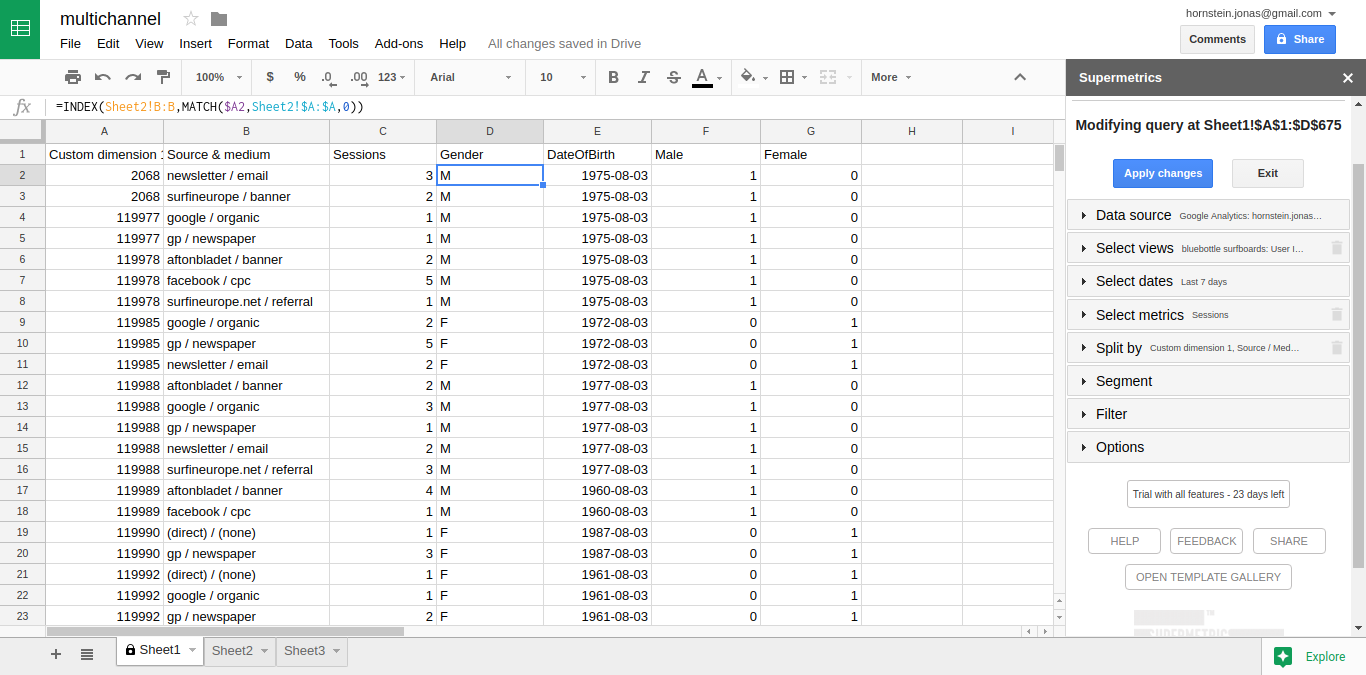 multichannel
hornstein.jonas@gmail.com
File Edit View Insert Format Data Tools Add-ons Help All changes saved in Drive
Comments Share
100% $ % .0 .00 123 Arial 10 B I S A More
Supermetrics
fx =INDEX(Sheet2!B:B,MATCH($A2,Sheet2!$A:$A,0))
Modifying query at Sheet1!$A$1:$D$675
Apply changes Exit
Data source Google Analytics: hornstein.jonas...
Select views bluebottle surfboards: User I...
Select dates Last 7 days
Select metrics Sessions
Split by Custom dimension 1, Source / Med...
Segment
Filter
Options
Trial with all features - 23 days left
HELP FEEDBACK SHARE
OPEN TEMPLATE GALLERY
SUPERMETRICS
A B C D E F G H I
1 Custom dimension 1 Source & medium Sessions Gender DateOfBirth Male Female
2 2068 newsletter / email 3 M 1975-08-03 1 0
3 2068 surfineurope / banner 2 M 1975-08-03 1 0
4 119977 google / organic 1 M 1975-08-03 1 0
5 119977 gp / newspaper 1 M 1975-08-03 1 0
6 119978 aftonbladet / banner 2 M 1975-08-03 1 0
7 119978 facebook / cpc 5 M 1975-08-03 1 0
8 119978 surfineurope.net / referral 1 M 1975-08-03 1 0
9 119985 google / organic 2 F 1972-08-03 0 1
10 119985 gp / newspaper 5 F 1972-08-03 0 1
11 119985 newsletter / email 2 F 1972-08-03 0 1
12 119988 aftonbladet / banner 2 M 1977-08-03 1 0
13 119988 google / organic 3 M 1977-08-03 1 0
14 119988 gp / newspaper 1 M 1977-08-03 1 0
15 119988 newsletter / email 2 M 1977-08-03 1 0
16 119988 surfineurope.net / referral 3 M 1977-08-03 1 0
17 119989 aftonbladet / banner 4 M 1960-08-03 1 0
18 119989 facebook / cpc 1 M 1960-08-03 1 0
19 119990 (direct) / (none) 1 F 1987-08-03 0 1
20 119990 gp / newspaper 3 F 1987-08-03 0 1
21 119992 (direct) / (none) 1 F 1961-08-03 0 1
22 119992 google / organic 1 F 1961-08-03 0 1
23 119992 gp / newspaper 2 F 1961-08-03 0 1
Sheet1 Sheet2 Sheet3
Explore